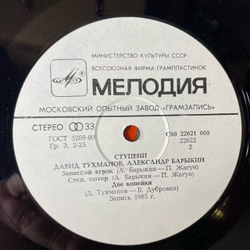 МИНИСТЕРСТВО КУЛЬТУРЫ СССР
ВСЕСОЮЗНАЯ ФИРМА ГРАМПЛАСТИНОК
МЕЛОДИЯ
МОСКОВСКИЙ ОПЫТНЫЙ ЗАВОД «ГРАМЗАПИСЬ»
СТЕРЕО 33
ГОСТ 5289-80
Гр. 2. 2-25
С60 22621 000
22622
2
СТУПЕНИ
ДАВИД ТУХМАНОВ, АЛЕКСАНДР БАРЫКИН
Запасной игрок (А. Барыкин — П. Жагун)
Стоп, мотор (А. Барыкин — П. Жагун)
Две копейки
(Д. Тухманов — Б. Дубровин)
Запись 1985 г.